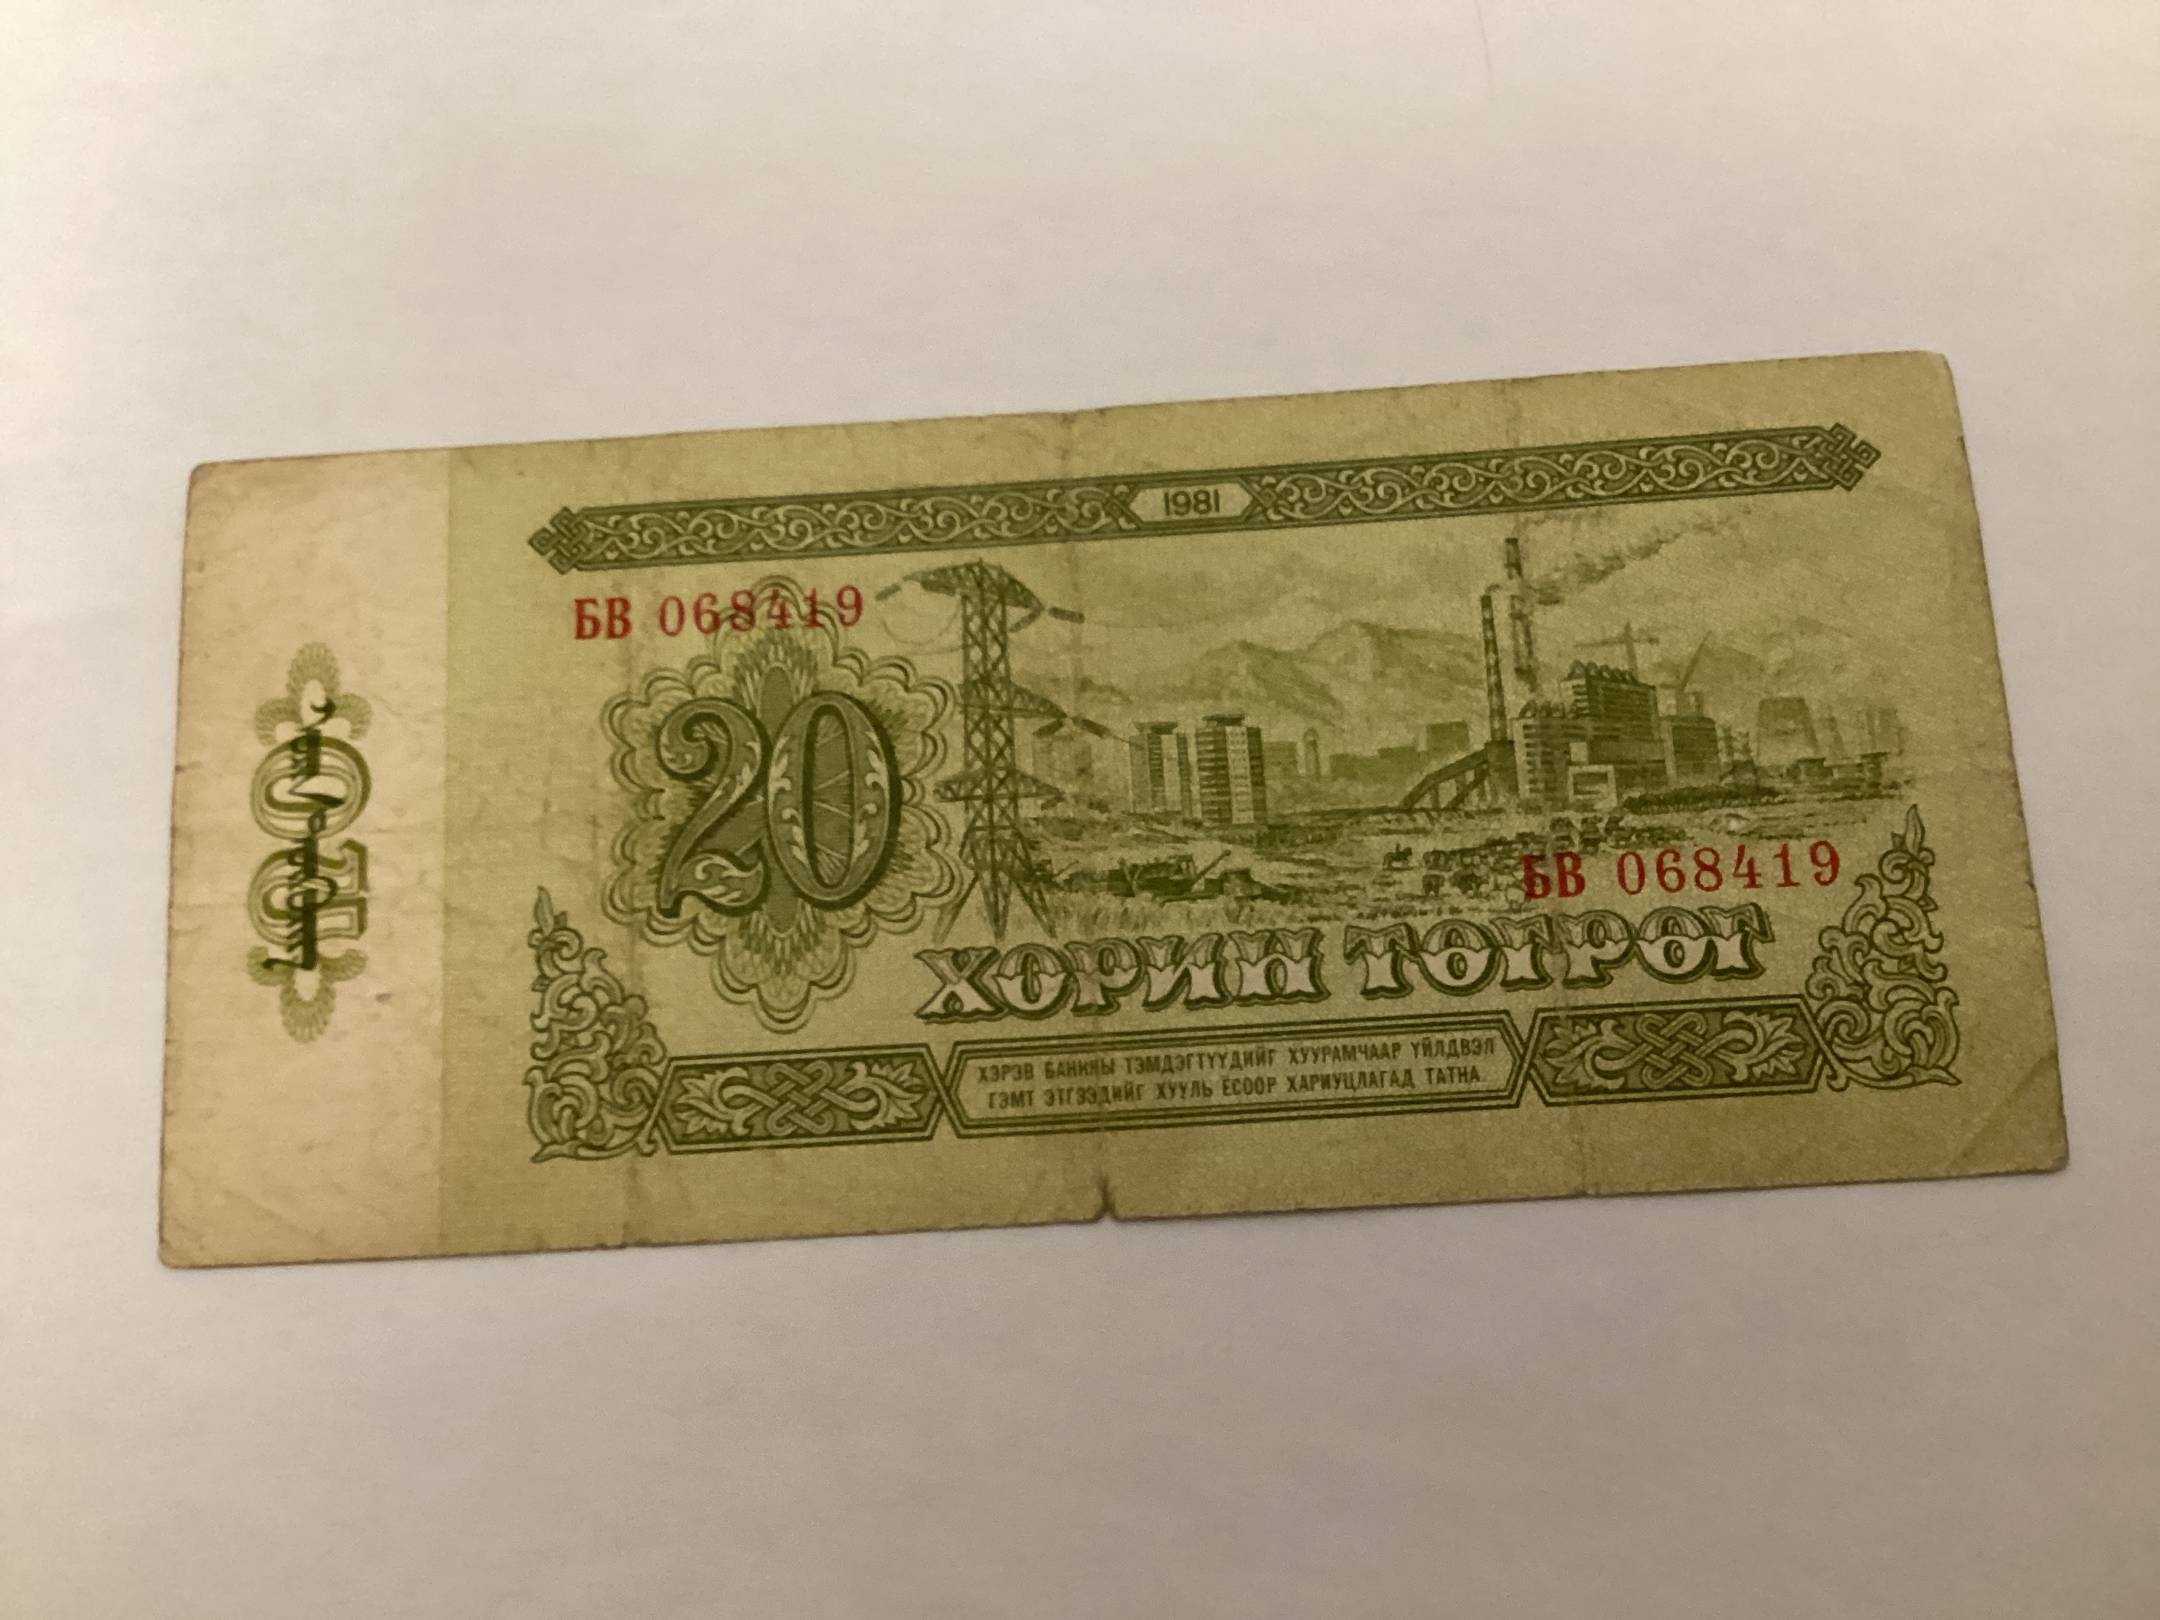 1981
БВ 068419
20
БВ 068419
ХОРИН ТӨГРӨГ
ХЭРЭВ БАНКНЫ ТЭМДЭГТҮҮДИЙГ ХУУРАМЧААР ҮЙЛДВЭЛ
ГЭМТ ЭТГЭЭДИЙГ ХУУЛЬ ЁСООР ХАРИУЦЛАГАД ТАТНА.